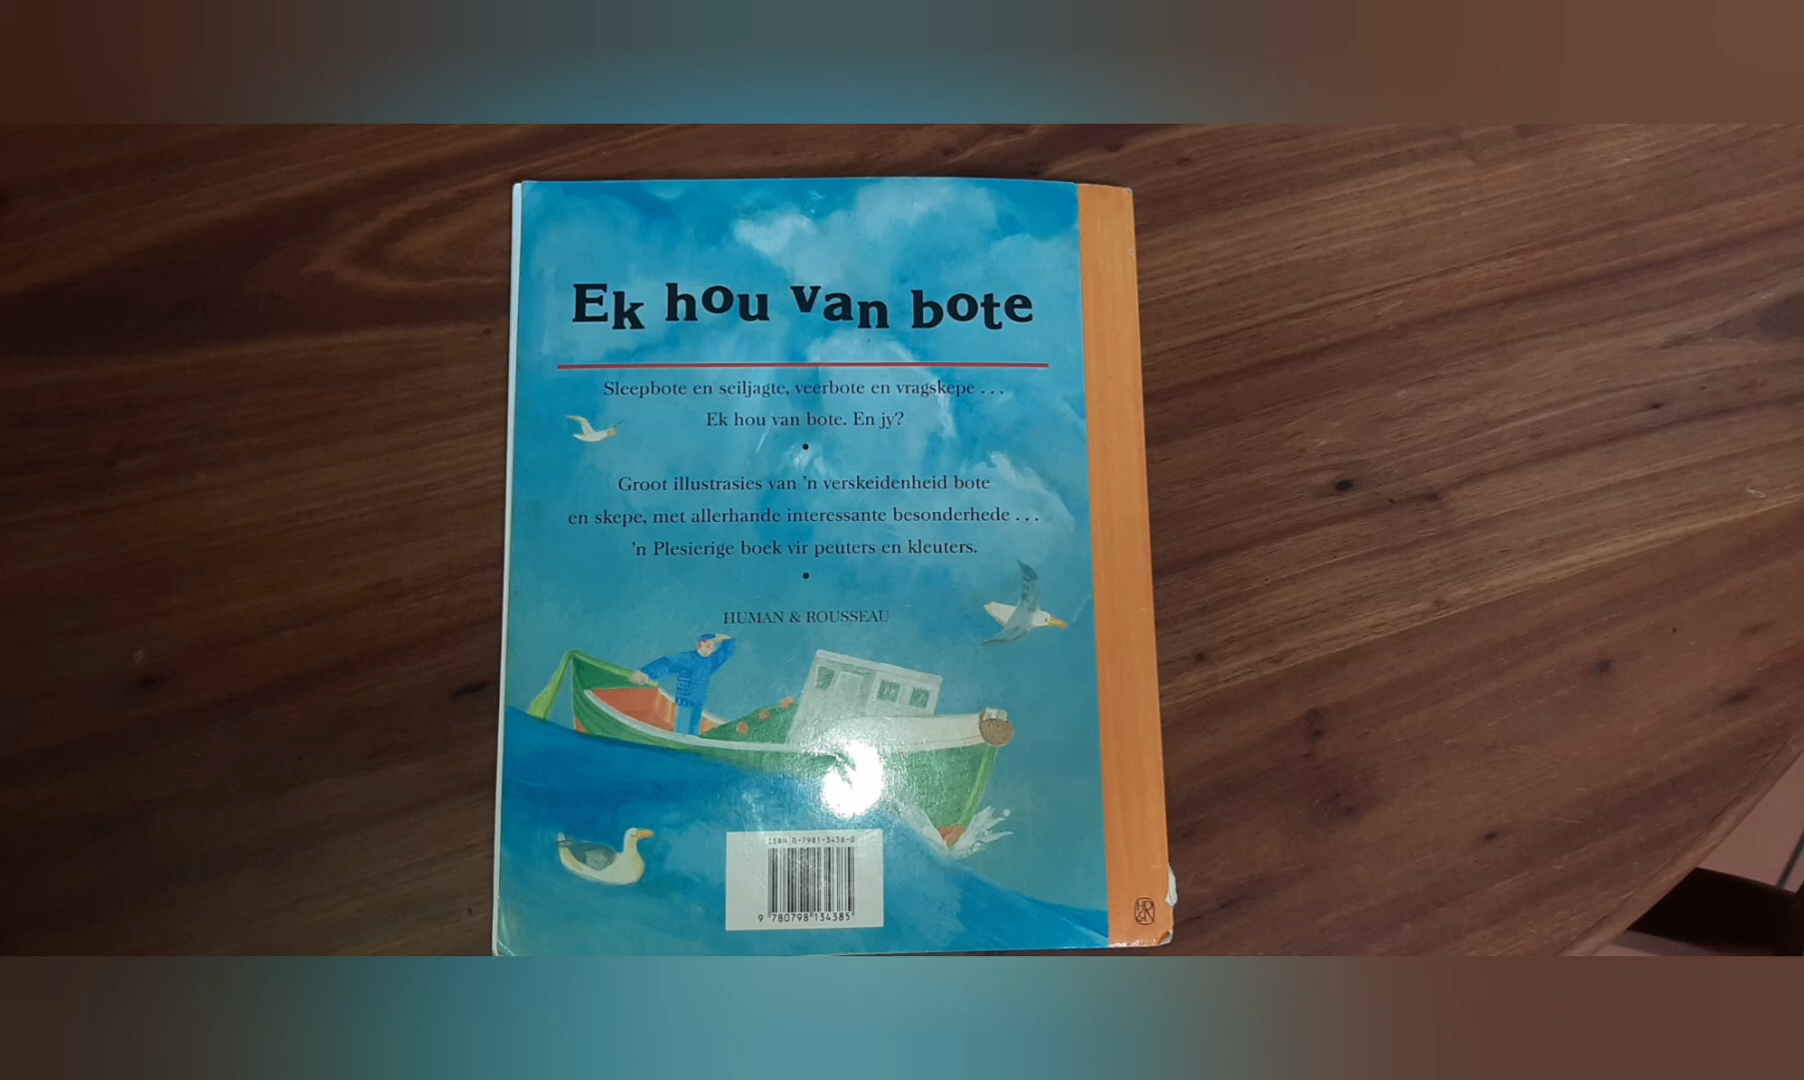 Ek hou van bote
Sleepbote en seiljagte, veerbote en vragskepe . . .
Ek hou van bote. En jy?
•
Groot illustrasies van 'n verskeidenheid bote
en skepe, met allerhande interessante besonderhede . . .
'n Plesierige boek vir peuters en kleuters.
•
HUMAN & ROUSSEAU
ISBN 0-7981-3438-0
9 780798 134385